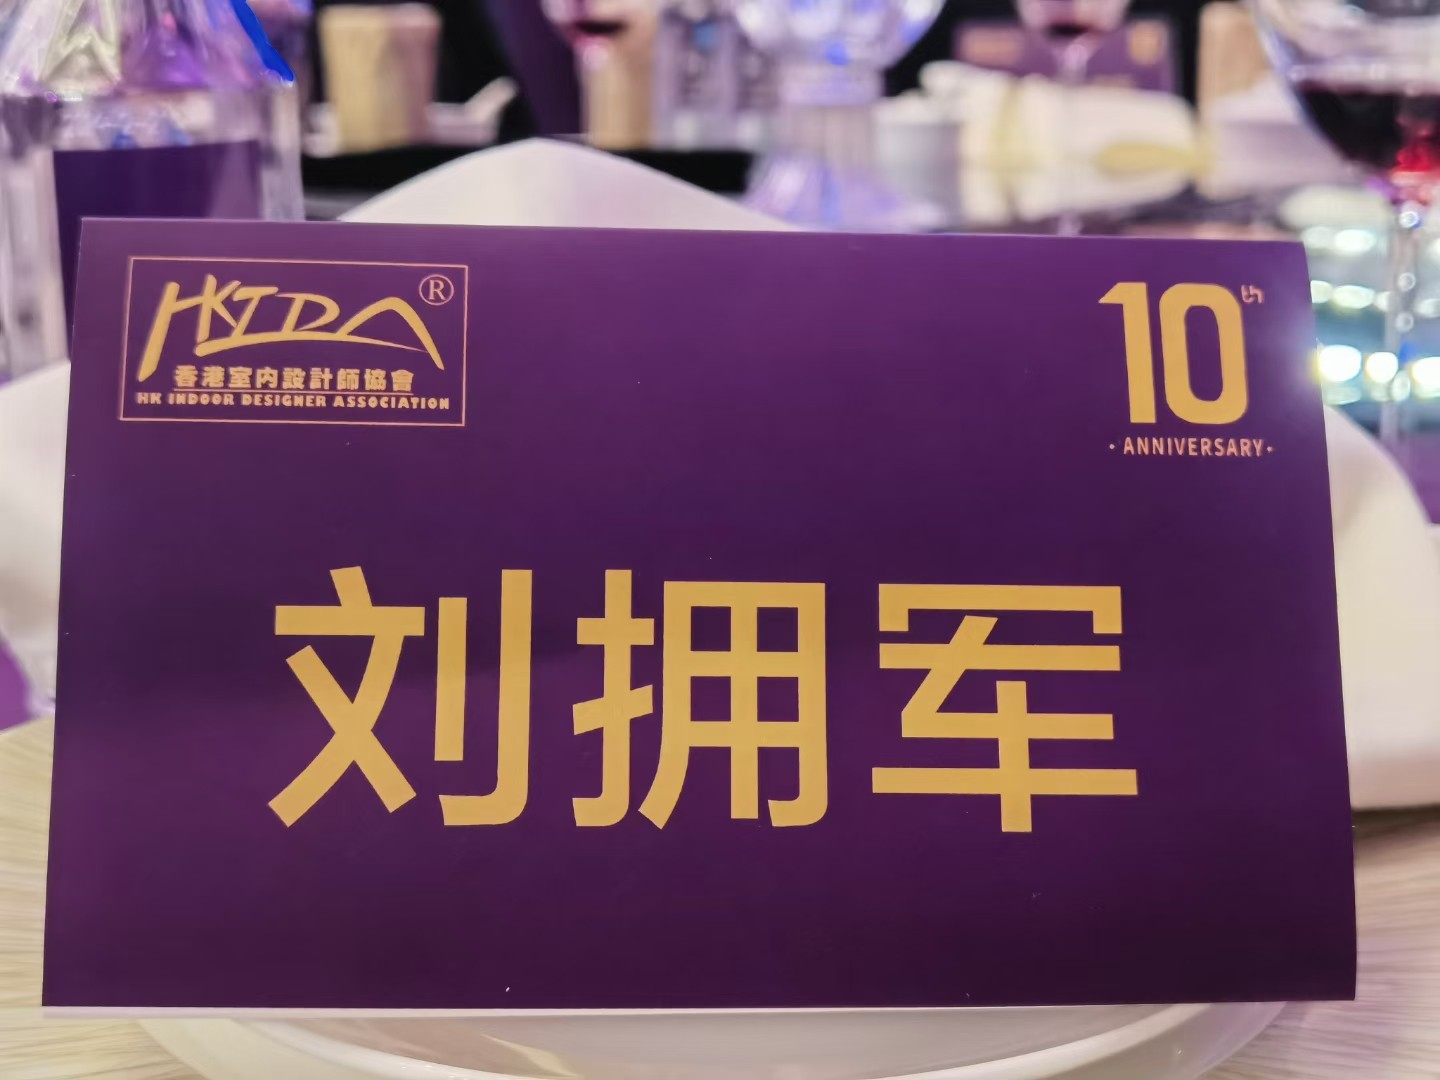 HKIDA®
香港室內設計師協會
HK INDOOR DESIGNER ASSOCIATION
10th
·ANNIVERSARY·
刘拥军